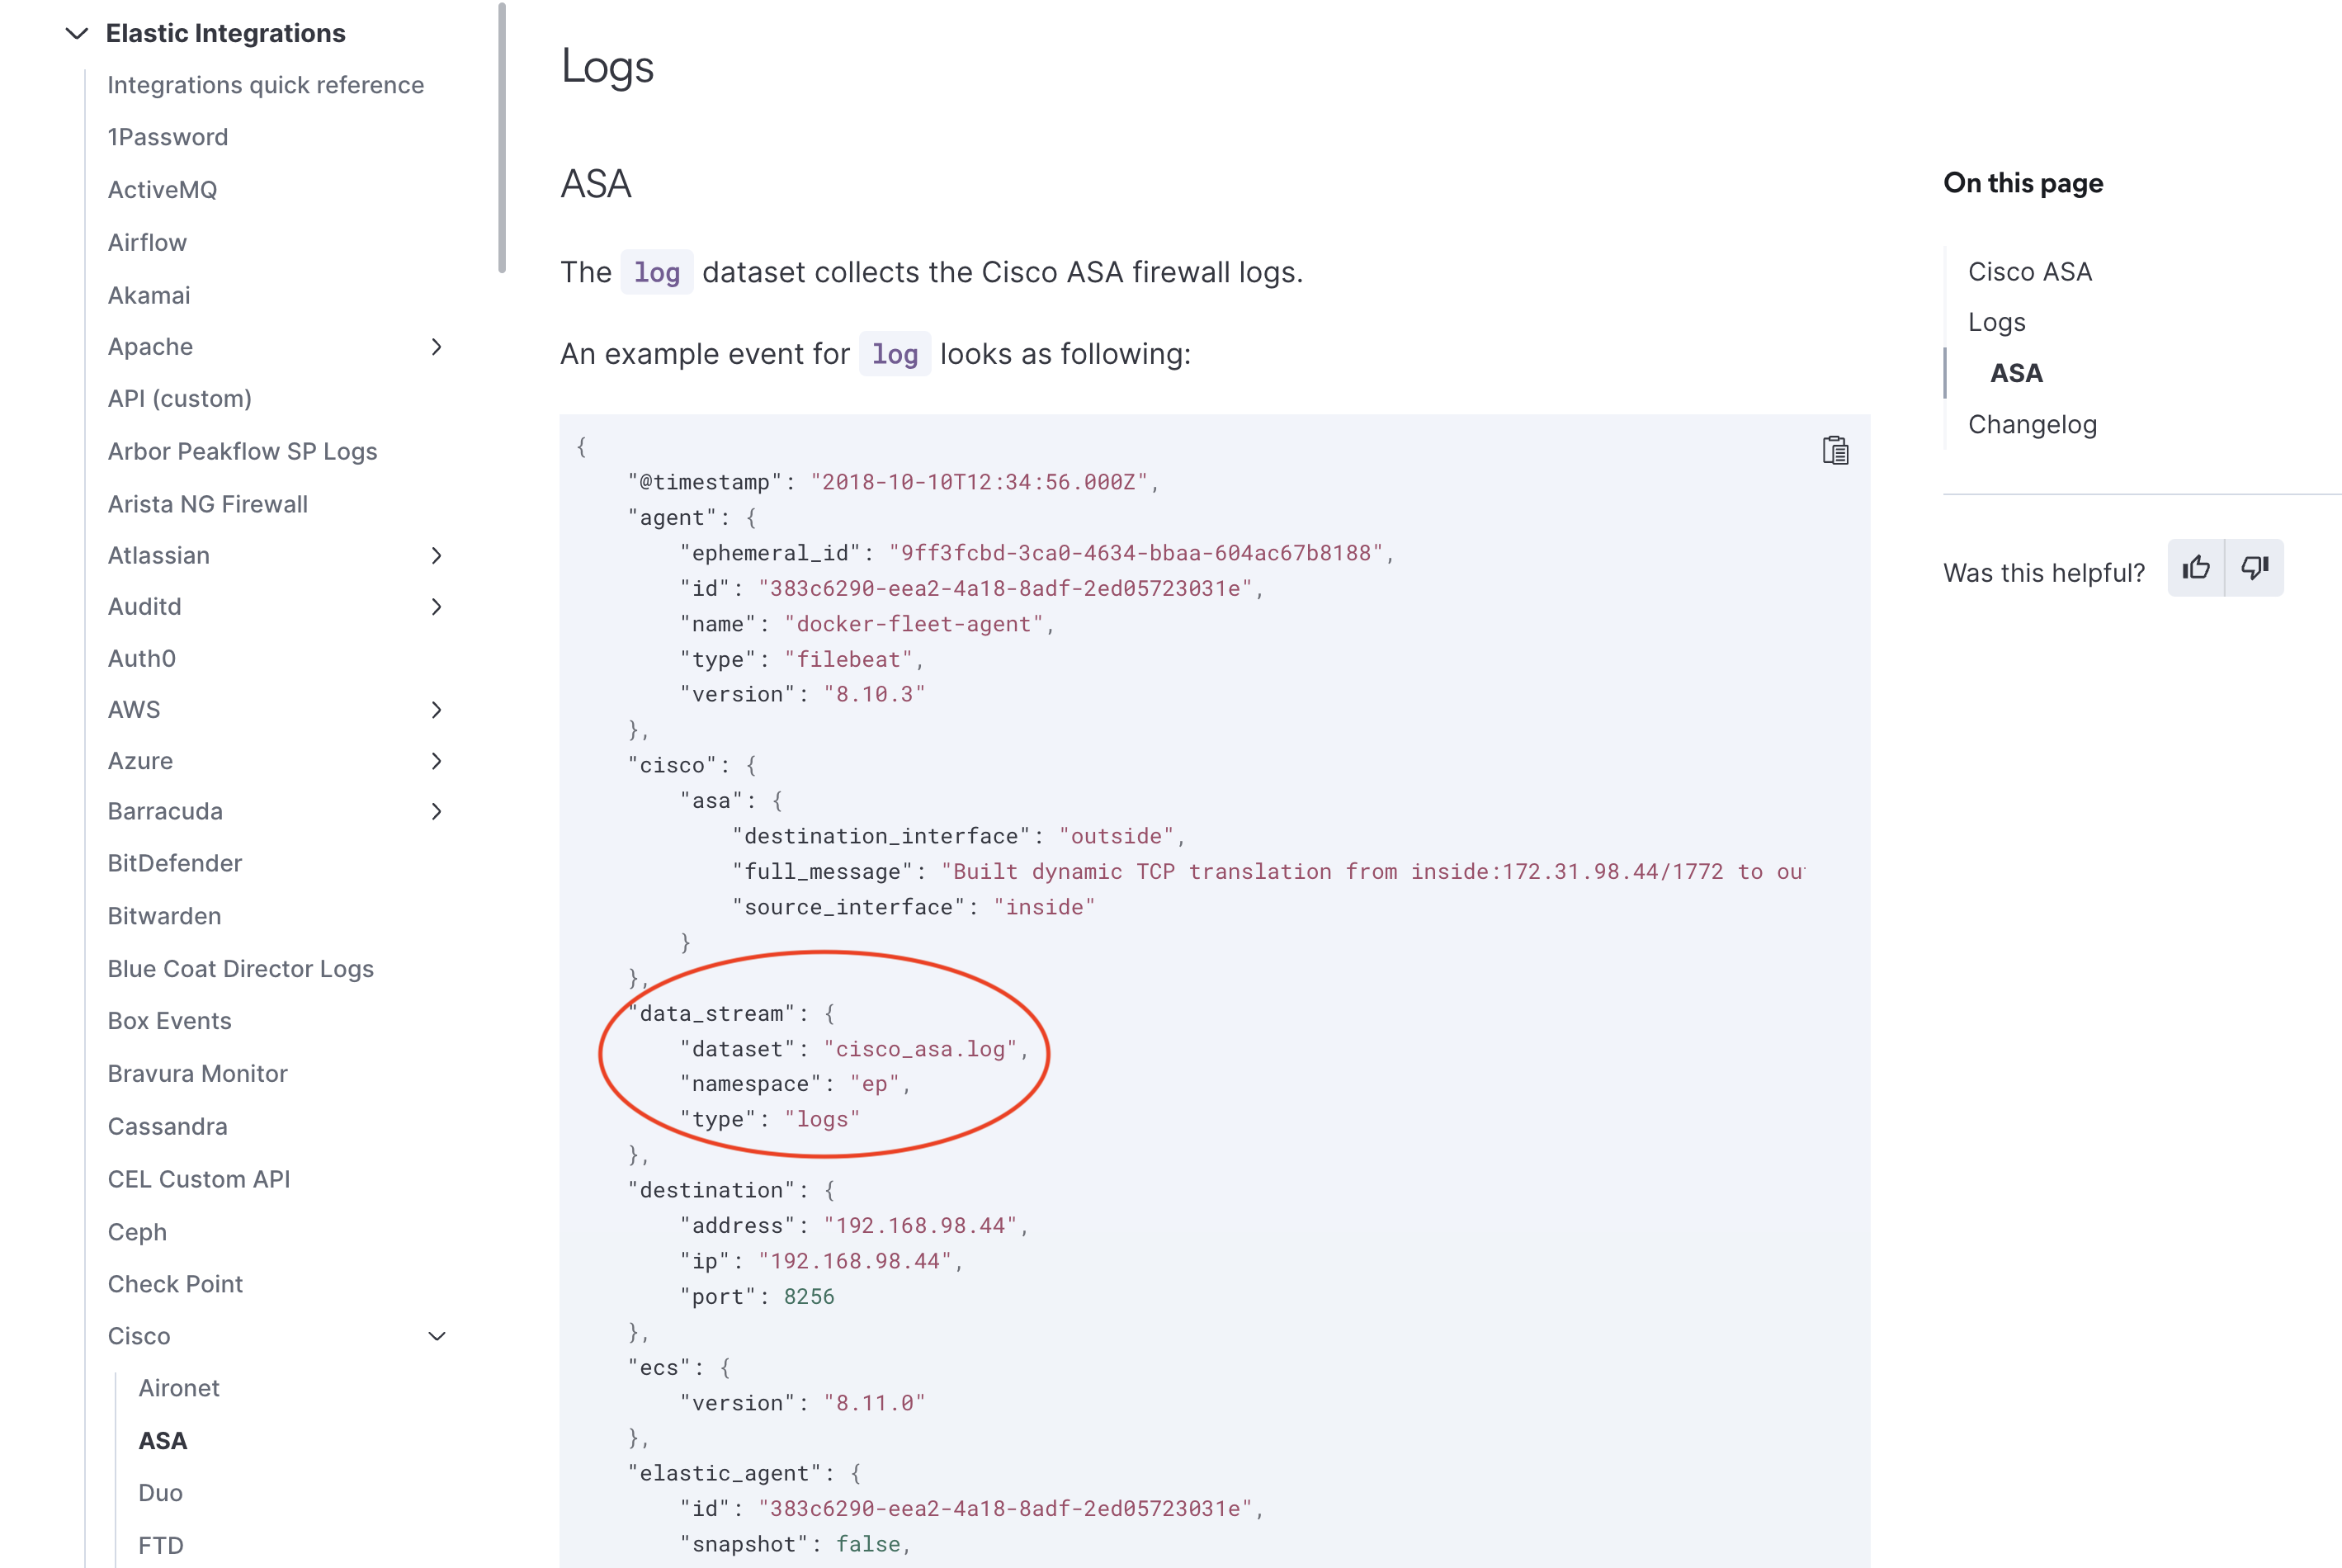 Elastic Integrations
Integrations quick reference
1Password
ActiveMQ
Airflow
Akamai
Apache
API (custom)
Arbor Peakflow SP Logs
Arista NG Firewall
Atlassian
Auditd
Auth0
AWS
Azure
Barracuda
BitDefender
Bitwarden
Blue Coat Director Logs
Box Events
Bravura Monitor
Cassandra
CEL Custom API
Ceph
Check Point
Cisco
Aironet
ASA
Duo
FTD
Logs
ASA
The log dataset collects the Cisco ASA firewall logs.
An example event for log looks as following:
{
    "@timestamp": "2018-10-10T12:34:56.000Z",
    "agent": {
        "ephemeral_id": "9ff3fcbd-3ca0-4634-bbaa-604ac67b8188",
        "id": "383c6290-eea2-4a18-8adf-2ed05723031e",
        "name": "docker-fleet-agent",
        "type": "filebeat",
        "version": "8.10.3"
    },
    "cisco": {
        "asa": {
            "destination_interface": "outside",
            "full_message": "Built dynamic TCP translation from inside:172.31.98.44/1772 to ou
            "source_interface": "inside"
        }
    },
    "data_stream": {
        "dataset": "cisco_asa.log",
        "namespace": "ep",
        "type": "logs"
    },
    "destination": {
        "address": "192.168.98.44",
        "ip": "192.168.98.44",
        "port": 8256
    },
    "ecs": {
        "version": "8.11.0"
    },
    "elastic_agent": {
        "id": "383c6290-eea2-4a18-8adf-2ed05723031e",
        "snapshot": false,
On this page
Cisco ASA
Logs
ASA
Changelog
Was this helpful?